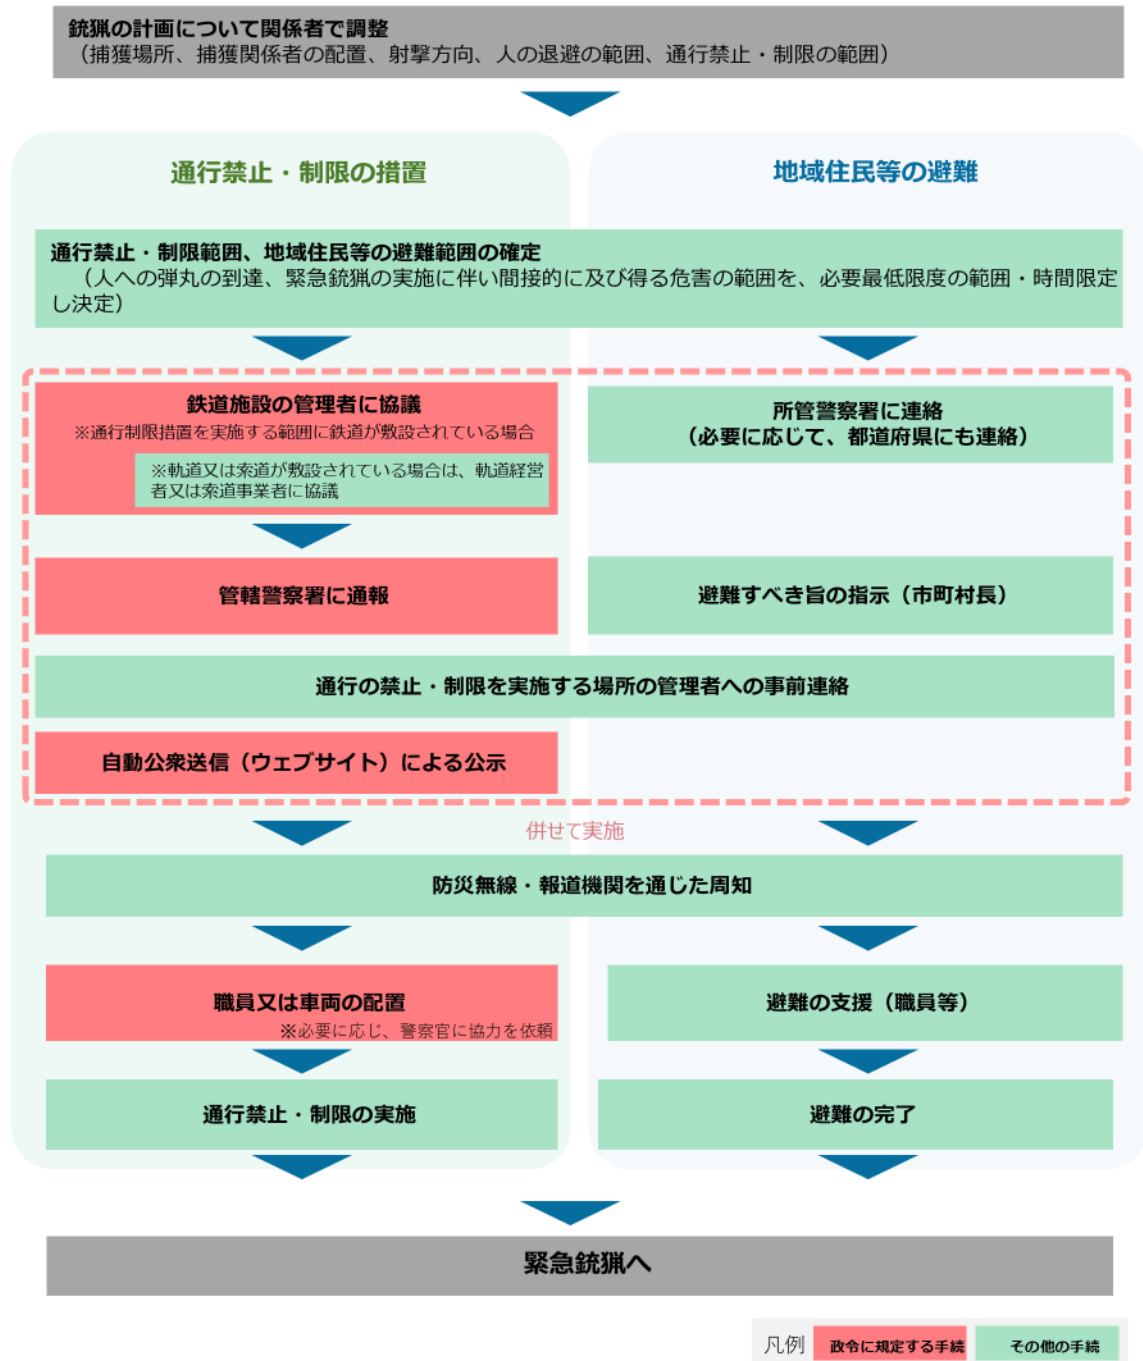 銃猟の計画について関係者で調整
（捕獲場所、捕獲関係者の配置、射撃方向、人の退避の範囲、通行禁止・制限の範囲）
通行禁止・制限の措置
地域住民等の避難
通行禁止・制限範囲、地域住民等の避難範囲の確定
（人への弾丸の到達、緊急銃猟の実施に伴い間接的に及び得る危害の範囲を、必要最低限度の範囲・時間限定
し決定）
鉄道施設の管理者に協議
※通行制限措置を実施する範囲に鉄道が敷設されている場合
※軌道又は索道が敷設されている場合は、軌道経営
者又は索道事業者に協議
所管警察署に連絡
（必要に応じて、都道府県にも連絡）
管轄警察署に通報
避難すべき旨の指示（市町村長）
通行の禁止・制限を実施する場所の管理者への事前連絡
自動公衆送信（ウェブサイト）による公示
併せて実施
防災無線・報道機関を通じた周知
職員又は車両の配置
※必要に応じ、警察官に協力を依頼
避難の支援（職員等）
通行禁止・制限の実施
避難の完了
緊急銃猟へ
凡例
政令に規定する手続
その他の手続